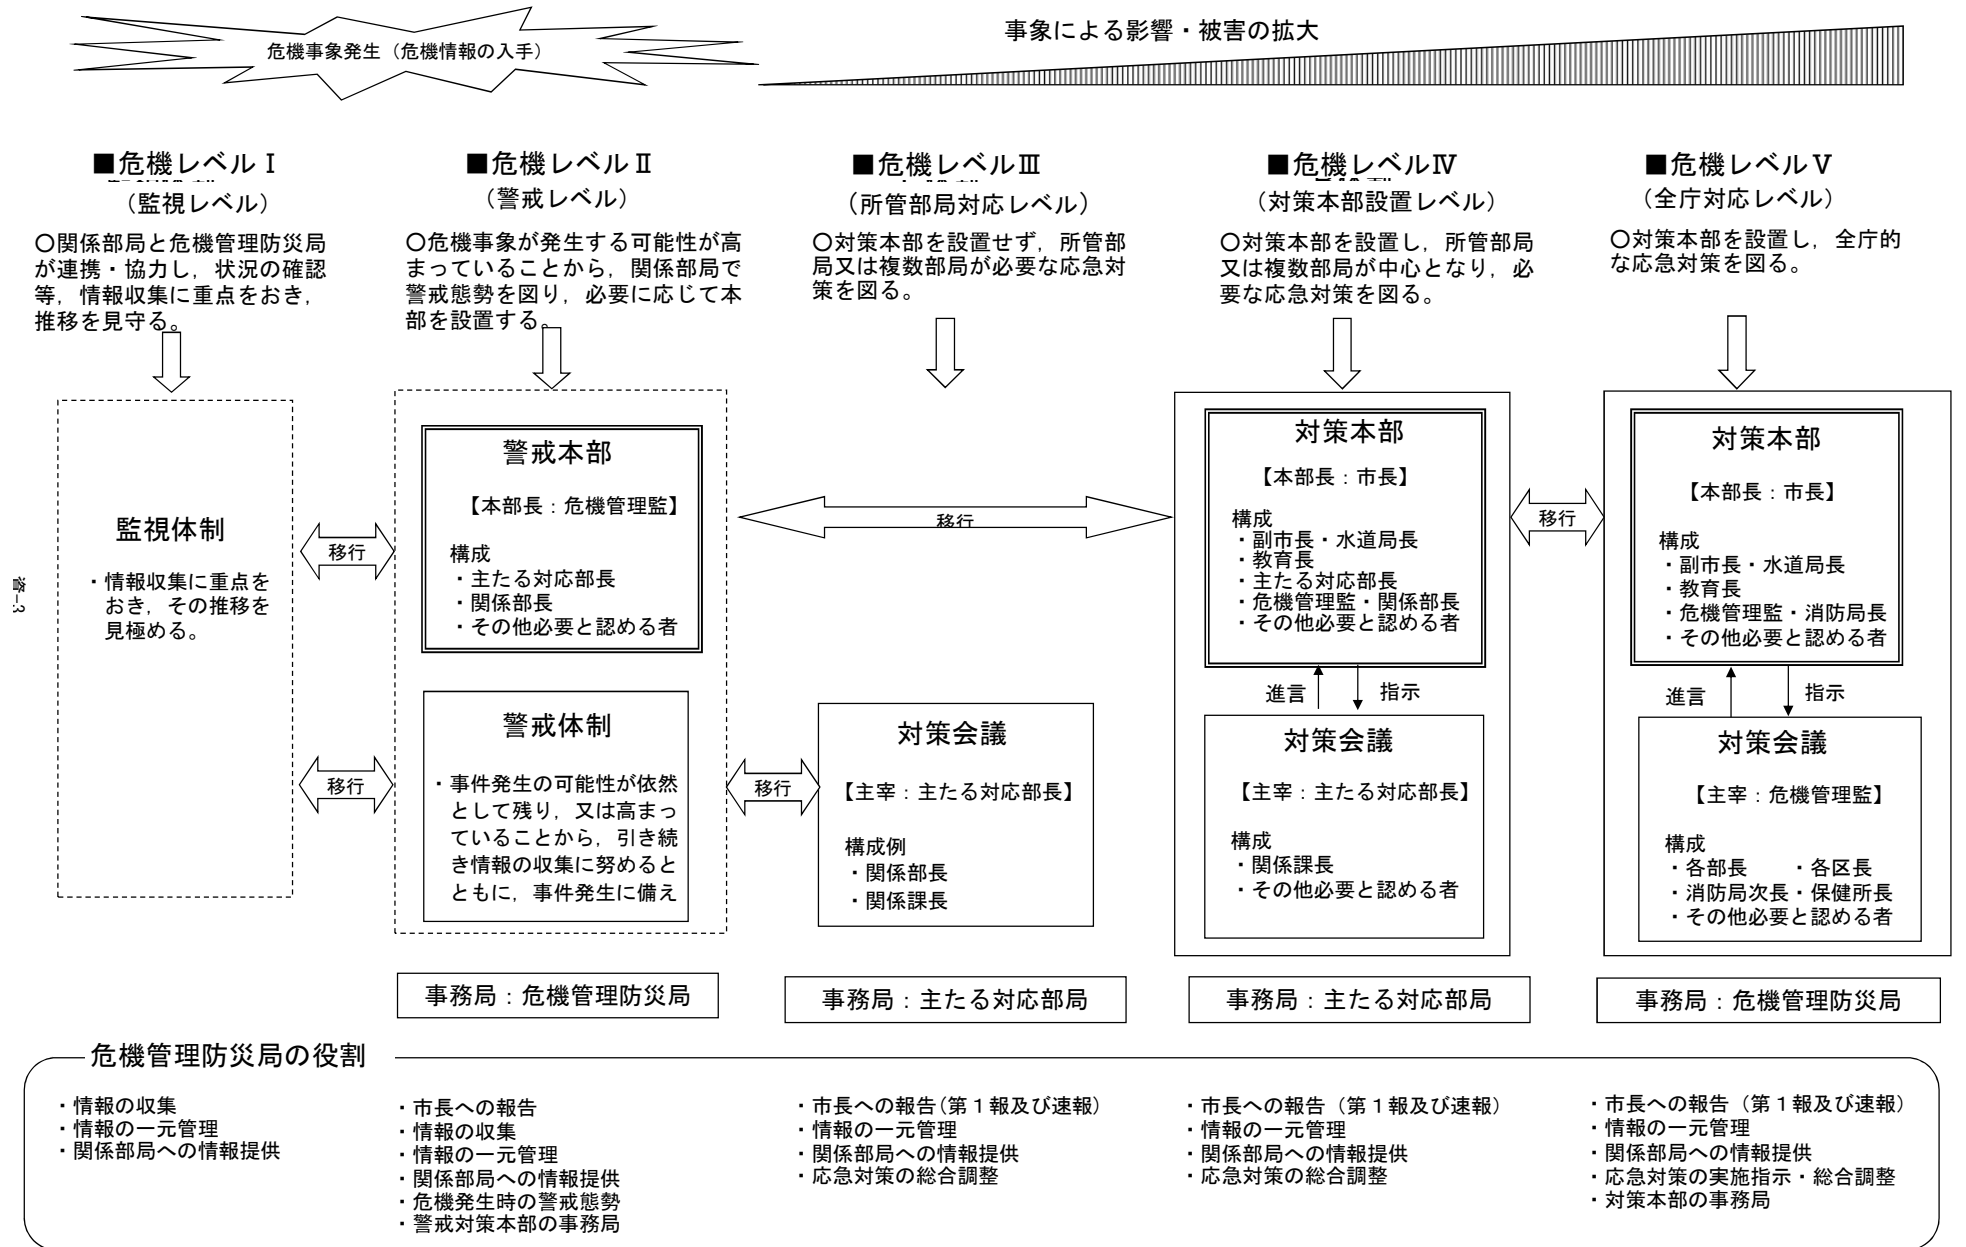 危機事象発生（危機情報の入手）
事象による影響・被害の拡大
■危機レベルⅠ
（監視レベル）
〇関係部局と危機管理防災局
が連携・協力し，状況の確認
等，情報収集に重点をおき，
推移を見守る。
■危機レベルⅡ
（警戒レベル）
〇危機事象が発生する可能性が高
まっていることから，関係部局で
警戒態勢を図り，必要に応じて本
部を設置する。
■危機レベルⅢ
（所管部局対応レベル）
〇対策本部を設置せず，所管部
局又は複数部局が必要な応急対
策を図る。
■危機レベルⅣ
（対策本部設置レベル）
〇対策本部を設置し，所管部局
又は複数部局が中心となり，必
要な応急対策を図る。
■危機レベルⅤ
（全庁対応レベル）
〇対策本部を設置し，全庁的
な応急対策を図る。
監視体制
・情報収集に重点を
おき，その推移を
見極める。
移行
移行
警戒本部
【本部長：危機管理監】
構成
・主たる対応部長
・関係部長
・その他必要と認める者
警戒体制
・事件発生の可能性が依然
として残り，又は高まっ
ていることから，引き続
き情報の収集に努めると
ともに，事件発生に備え
移行
移行
対策会議
【主宰：主たる対応部長】
構成例
・関係部長
・関係課長
対策本部
【本部長：市長】
構成
・副市長・水道局長
・教育長
・主たる対応部長
・危機管理監・関係部長
・その他必要と認める者
進言
指示
対策会議
【主宰：主たる対応部長】
構成
・関係課長
・その他必要と認める者
移行
対策本部
【本部長：市長】
構成
・副市長・水道局長
・教育長
・危機管理監・消防局長
・その他必要と認める者
進言
指示
対策会議
【主宰：危機管理監】
構成
・各部長　・各区長
・消防局次長・保健所長
・その他必要と認める者
事務局：危機管理防災局
事務局：主たる対応部局
事務局：主たる対応部局
事務局：危機管理防災局
資-3
危機管理防災局の役割
・情報の収集
・情報の一元管理
・関係部局への情報提供
・市長への報告
・情報の収集
・情報の一元管理
・関係部局への情報提供
・危機発生時の警戒態勢
・警戒対策本部の事務局
・市長への報告(第１報及び速報)
・情報の一元管理
・関係部局への情報提供
・応急対策の総合調整
・市長への報告（第１報及び速報）
・情報の一元管理
・関係部局への情報提供
・応急対策の総合調整
・市長への報告（第１報及び速報）
・情報の一元管理
・関係部局への情報提供
・応急対策の実施指示・総合調整
・対策本部の事務局